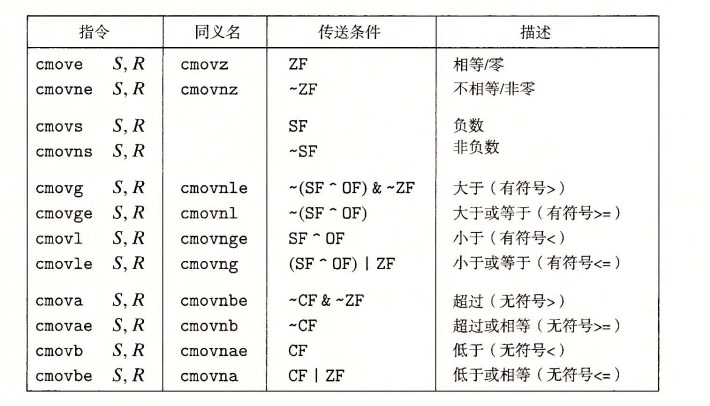 指令 同义名 传送条件 描述
cmove S, R cmovz ZF 相等/零
cmovne S, R cmovnz ~ZF 不相等/非零
cmovs S, R SF 负数
cmovns S, R ~SF 非负数
cmovg S, R cmovnle ~(SF ^ OF) & ~ZF 大于（有符号>）
cmovge S, R cmovnl ~(SF ^ OF) 大于或等于（有符号>=）
cmovl S, R cmovnge SF ^ OF 小于（有符号<）
cmovle S, R cmovng (SF ^ OF) | ZF 小于或等于（有符号<=）
cmova S, R cmovnbe ~CF & ~ZF 超过（无符号>）
cmovae S, R cmovnb ~CF 超过或相等（无符号>=）
cmovb S, R cmovnae CF 低于（无符号<）
cmovbe S, R cmovna CF | ZF 低于或相等（无符号<=）